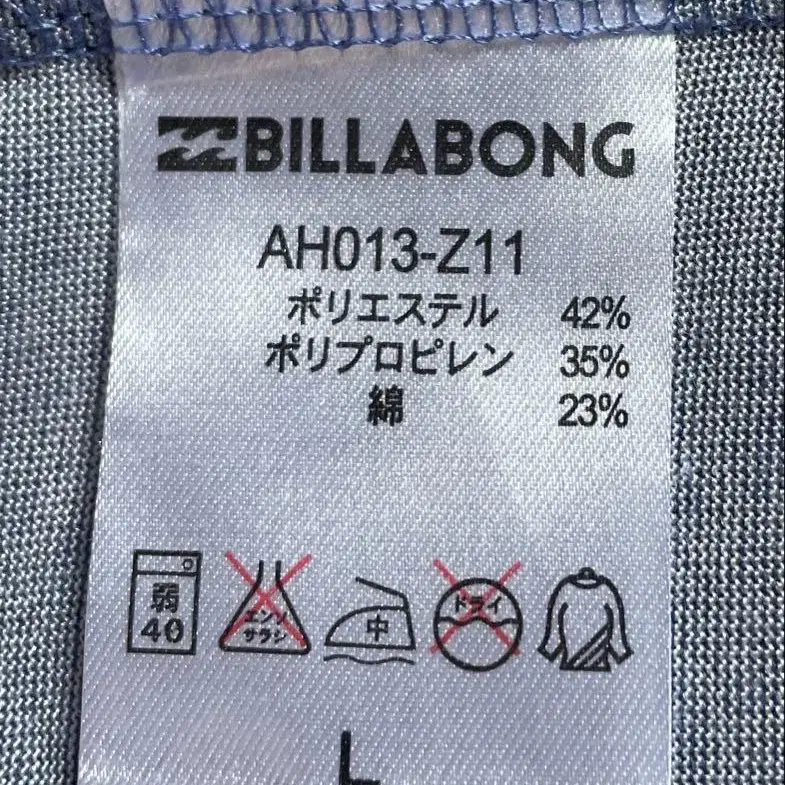 BILLABONG
AH013-Z11
ポリエステル 42%
ポリプロピレン 35%
綿 23%
弱
40
エンソ
サラシ
中
ドライ
L